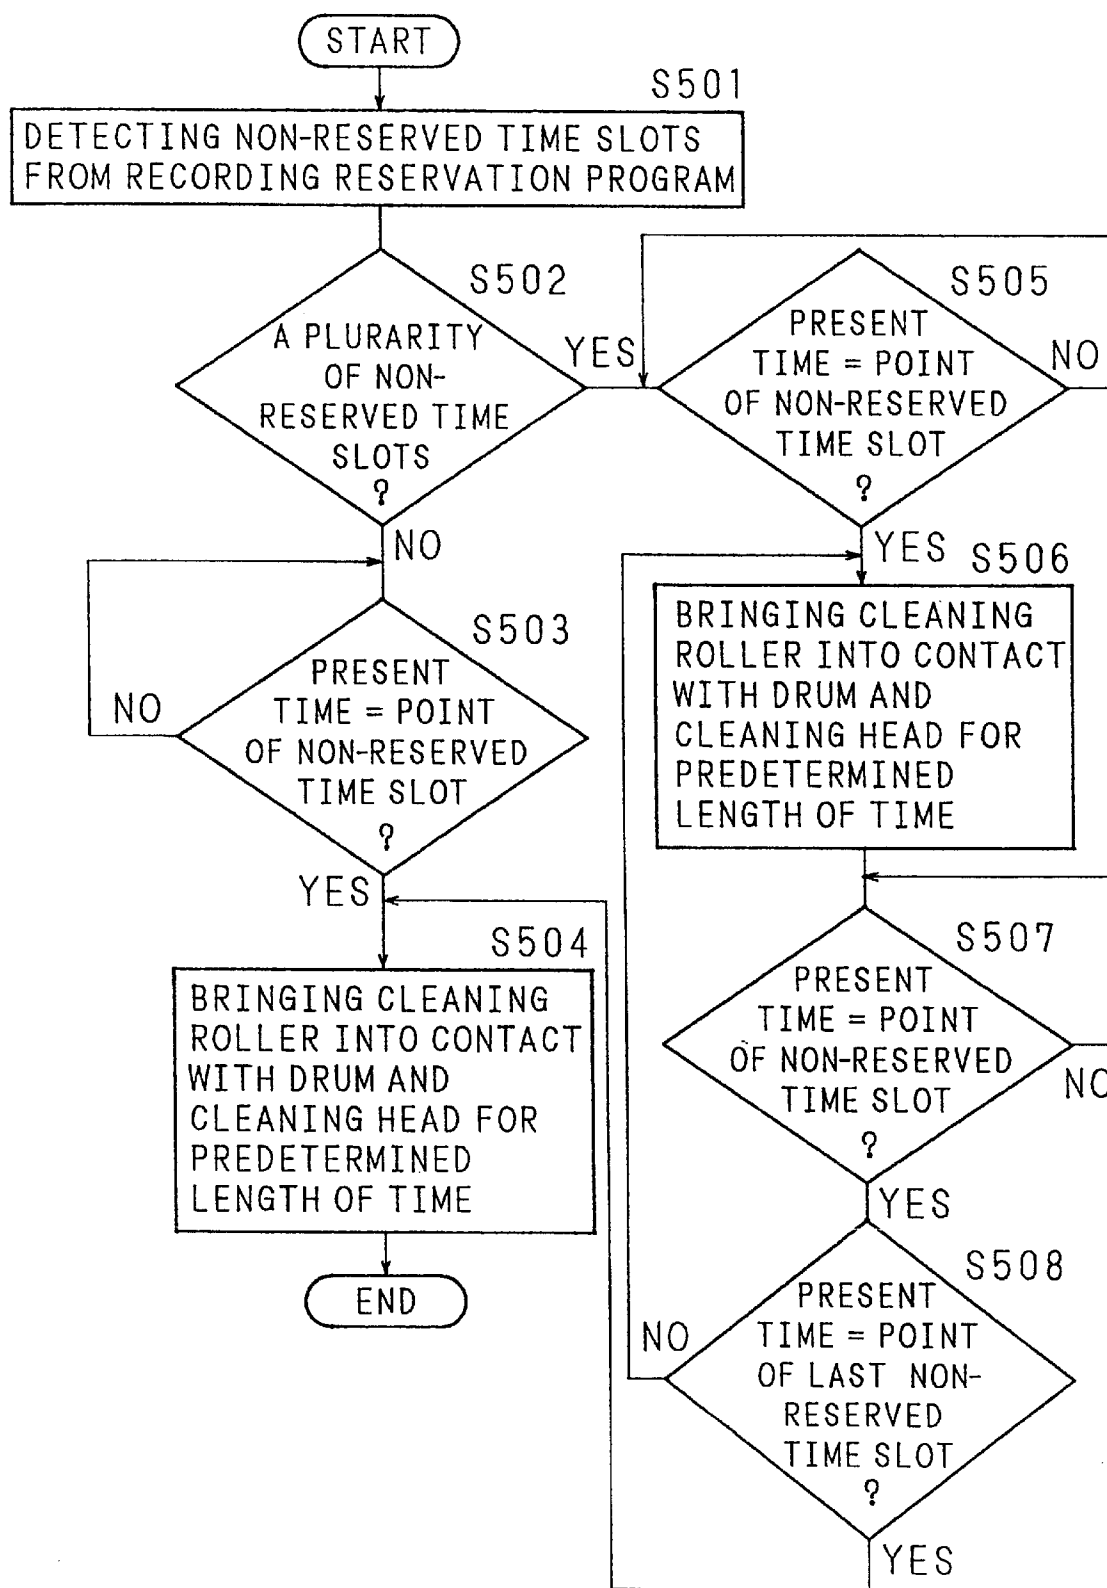 START
S501
DETECTING NON-RESERVED TIME SLOTS
FROM RECORDING RESERVATION PROGRAM
S502
A PLURARITY
OF NON-
RESERVED TIME
SLOTS
?
YES
NO
S503
PRESENT
TIME = POINT
OF NON-RESERVED
TIME SLOT
?
NO
YES
S504
BRINGING CLEANING
ROLLER INTO CONTACT
WITH DRUM AND
CLEANING HEAD FOR
PREDETERMINED
LENGTH OF TIME
END
S505
PRESENT
TIME = POINT
OF NON-RESERVED
TIME SLOT
?
NO
YES
S506
BRINGING CLEANING
ROLLER INTO CONTACT
WITH DRUM AND
CLEANING HEAD FOR
PREDETERMINED
LENGTH OF TIME
S507
PRESENT
TIME = POINT
OF NON-RESERVED
TIME SLOT
?
NO
YES
S508
PRESENT
TIME = POINT
OF LAST NON-
RESERVED
TIME SLOT
?
NO
YES